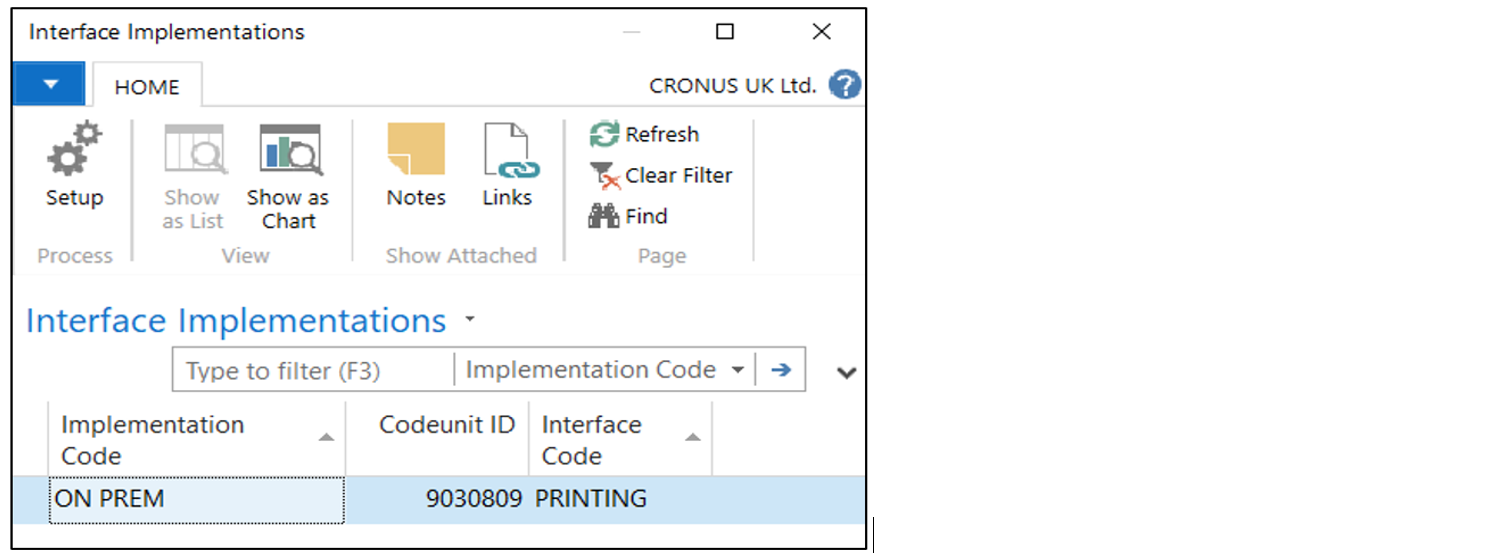 Interface Implementations
HOME
CRONUS UK Ltd.
?
Setup
Show
as List
Show as
Chart
Notes
Links
Refresh
Clear Filter
Find
Process
View
Show Attached
Page
Interface Implementations
Type to filter (F3)
Implementation Code
Implementation
Code
Codeunit ID
Interface
Code
ON PREM
9030809
PRINTING